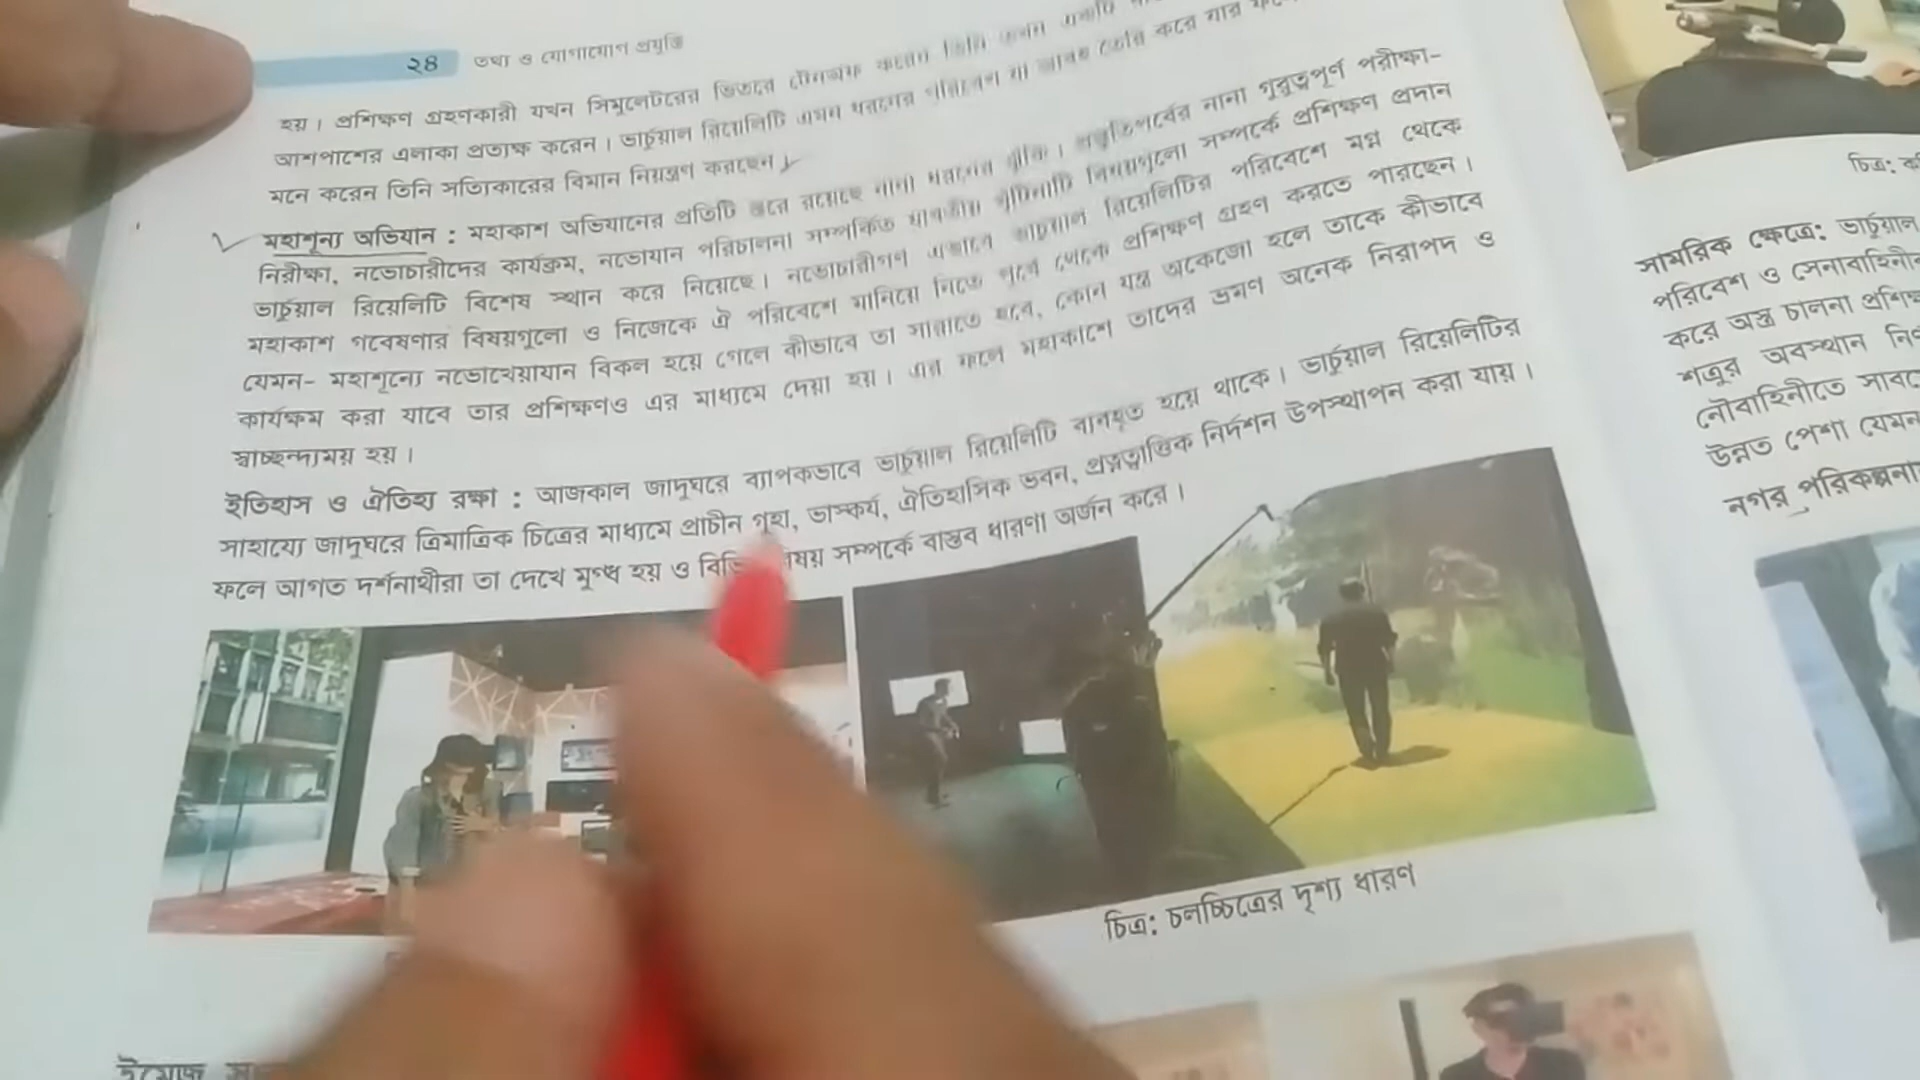 ২৪ তথ্য ও যোগাযোগ প্রযুক্তি
হয়। প্রশিক্ষণ গ্রহণকারী যখন সিমুলেটরের ভিতরে
আশপাশের এলাকা প্রত্যক্ষ করেন। ভার্চুয়াল রিয়েলিটি এমন ধরনের পরিবেশ বা আবহ তৈরি করে যার
মনে করেন তিনি সত্যিকারের বিমান নিয়ন্ত্রণ করছেন।
মহাশূন্য অভিযান : মহাকাশ অভিযানের প্রতিটি স্তরে রয়েছে নানা ধরনের ঝুঁকি। প্রস্তুতিপর্বের নানা গুরুত্বপূর্ণ পরীক্ষা-
নিরীক্ষা, নভোচারীদের কার্যক্রম, নভোযান পরিচালনা সম্পর্কিত যাবতীয় খুঁটিনাটি বিষয়গুলো সম্পর্কে প্রশিক্ষণ প্রদান
ভার্চুয়াল রিয়েলিটি বিশেষ স্থান করে নিয়েছে। নভোচারীগণ এভাবে ভার্চুয়াল রিয়েলিটির পরিবেশে মগ্ন থেকে
মহাকাশ গবেষণার বিষয়গুলো ও নিজেকে ঐ পরিবেশে মানিয়ে নিতে পূর্ব থেকে প্রশিক্ষণ গ্রহণ করতে পারছেন।
যেমন- মহাশূন্যে নভোখেয়াযান বিকল হয়ে গেলে কীভাবে তা সারাতে হবে, কোন যন্ত্র অকেজো হলে তাকে কীভাবে
কার্যক্ষম করা যাবে তার প্রশিক্ষণও এর মাধ্যমে দেয়া হয়। এর ফলে মহাকাশে তাদের ভ্রমণ অনেক নিরাপদ ও
স্বাচ্ছন্দ্যময় হয়।
ইতিহাস ও ঐতিহ্য রক্ষা : আজকাল জাদুঘরে ব্যাপকভাবে ভার্চুয়াল রিয়েলিটি ব্যবহৃত হয়ে থাকে। ভার্চুয়াল রিয়েলিটির
সাহায্যে জাদুঘরে ত্রিমাত্রিক চিত্রের মাধ্যমে প্রাচীন গুহা, ভাস্কর্য, ঐতিহাসিক ভবন, প্রত্নতাত্ত্বিক নির্দশন উপস্থাপন করা যায়।
ফলে আগত দর্শনার্থীরা তা দেখে মুগ্ধ হয় ও সম্পর্কে বাস্তব ধারণা অর্জন করে।
চিত্র: চলচ্চিত্রের দৃশ্য ধারণ
চিত্র:
সামরিক ক্ষেত্রে: ভার্চুয়াল
পরিবেশ ও
করে অস্ত্র চালনা
শত্রুর অবস্থান
নৌবাহিনীতে
উন্নত পেশা যেমন
নগর পরিকল্পনা